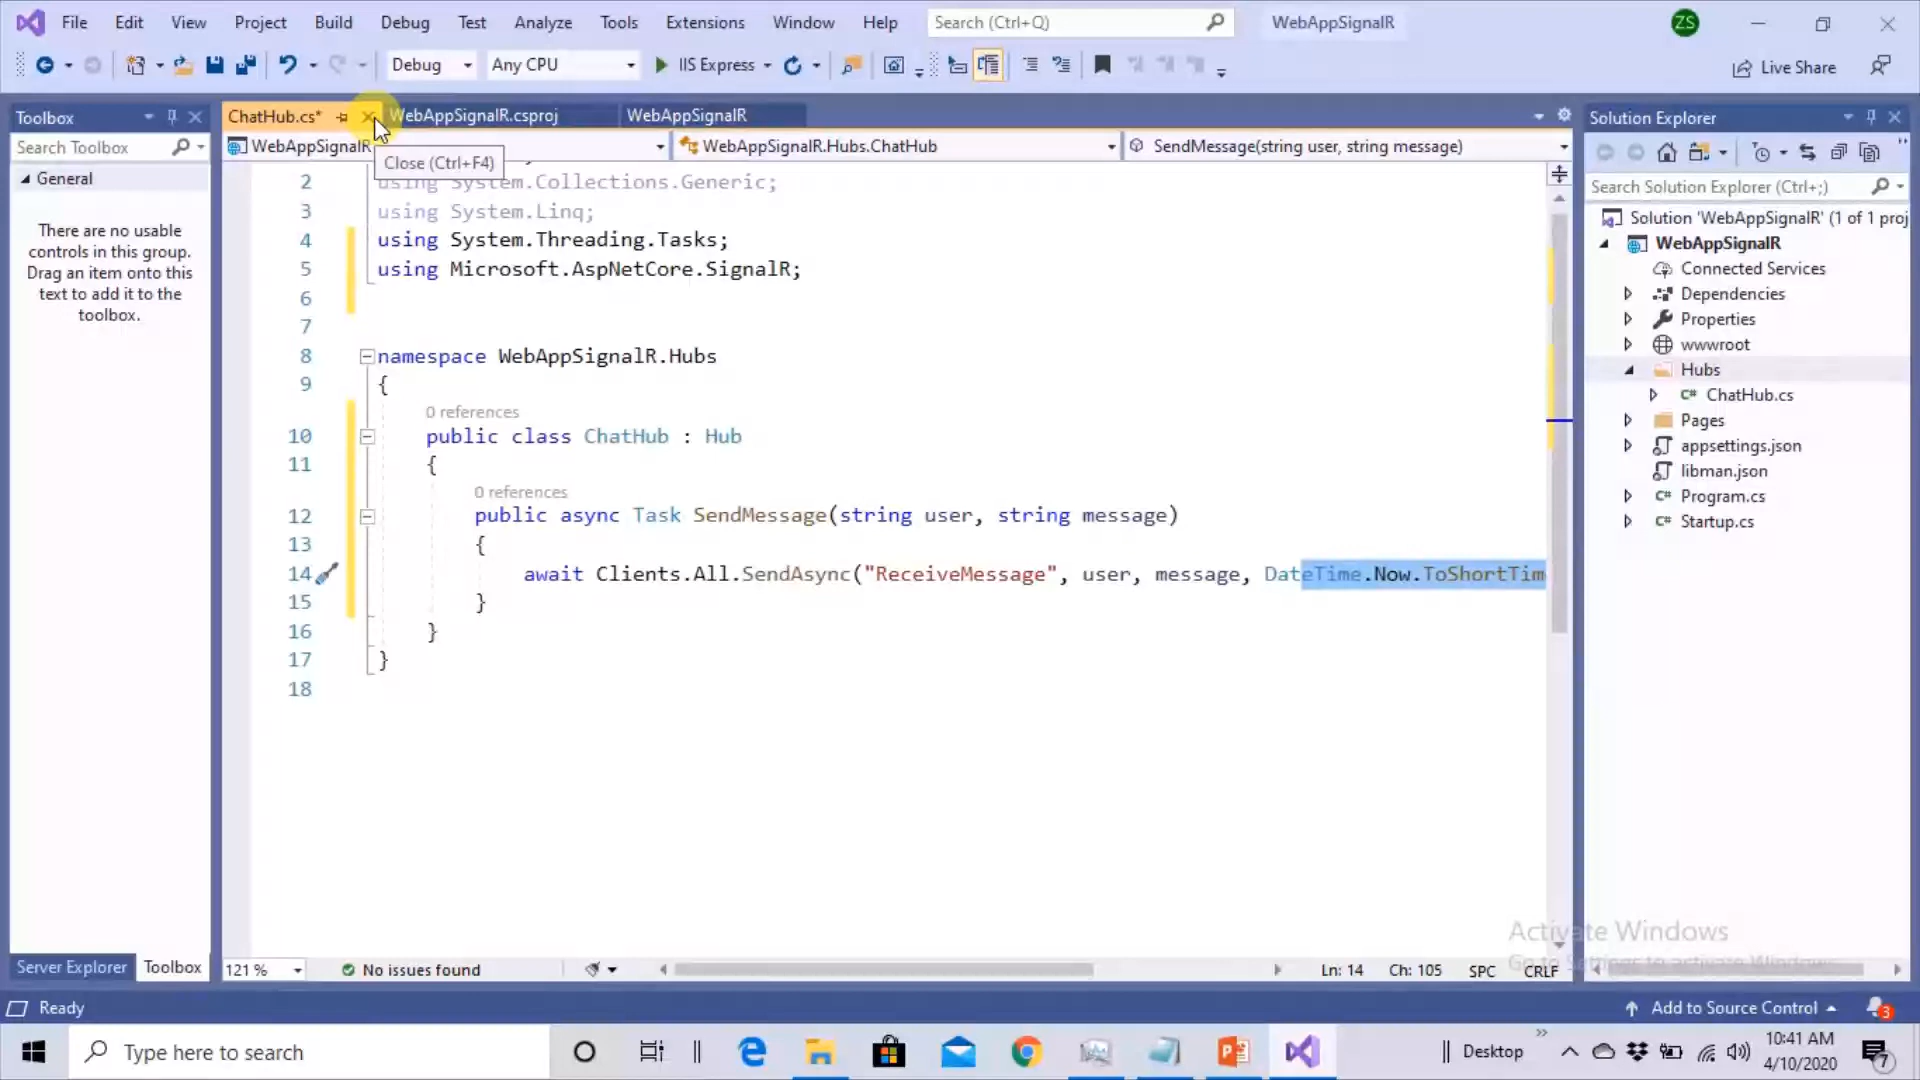 File Edit View Project Build Debug Test Analyze Tools Extensions Window Help Search (Ctrl+Q) WebAppSignalR ZS
Debug Any CPU IIS Express Live Share
Toolbox
Search Toolbox
General
There are no usable
controls in this group.
Drag an item onto this
text to add it to the
toolbox.
Server Explorer Toolbox
ChatHub.cs* WebAppSignalR.csproj WebAppSignalR
WebAppSignalR WebAppSignalR.Hubs.ChatHub SendMessage(string user, string message)
Close (Ctrl+F4)
2 using System.Collections.Generic;
3 using System.Linq;
4 using System.Threading.Tasks;
5 using Microsoft.AspNetCore.SignalR;
6
7
8 namespace WebAppSignalR.Hubs
9 {
0 references
10 public class ChatHub : Hub
11 {
0 references
12 public async Task SendMessage(string user, string message)
13 {
14 await Clients.All.SendAsync("ReceiveMessage", user, message, DateTime.Now.ToShortTim
15 }
16 }
17 }
18
121 % No issues found Ln: 14 Ch: 105 SPC CRLF
Solution Explorer
Search Solution Explorer (Ctrl+;)
Solution 'WebAppSignalR' (1 of 1 proj
WebAppSignalR
Connected Services
Dependencies
Properties
wwwroot
Hubs
C# ChatHub.cs
Pages
appsettings.json
libman.json
C# Program.cs
C# Startup.cs
Activate Windows
Go to Settings to activate Windows.
Ready Add to Source Control 3
Type here to search Desktop 10:41 AM
4/10/2020 7